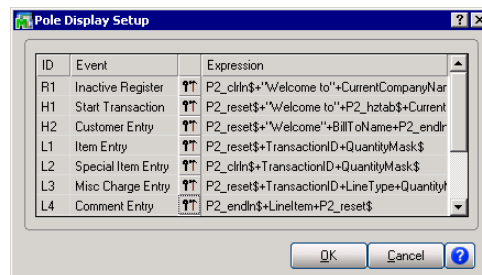 Pole Display Setup
ID Event Expression
R1 Inactive Register P2_clrln$+"Welcome to"+CurrentCompanyNar
H1 Start Transaction P2_reset$+"Welcome to"+P2_hztab$+Current
H2 Customer Entry P2_reset$+"Welcome"+BillToName+P2_endlr
L1 Item Entry P2_reset$+TransactionID+QuantityMask$
L2 Special Item Entry P2_clrln$+TransactionID+QuantityMask$
L3 Misc Charge Entry P2_reset$+TransactionID+LineType+Quantity
L4 Comment Entry P2_endln$+LineItem+P2_reset$
OK Cancel